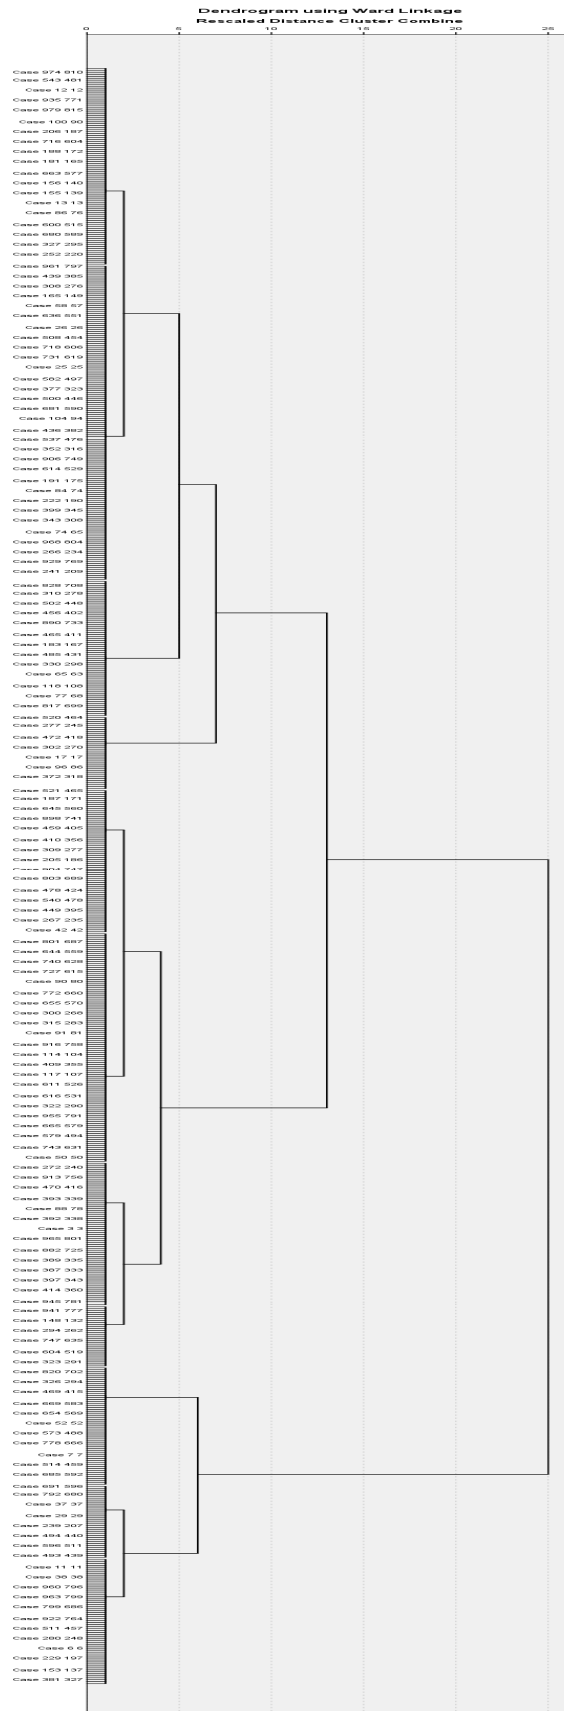 Dendrogram using Ward Linkage
Rescaled Distance Cluster Combine
0 5 10 15 20 25
Case 974 810
Case 543 481
Case 12 12
Case 935 771
Case 979 815
Case 100 90
Case 206 187
Case 716 604
Case 188 172
Case 181 165
Case 663 577
Case 156 140
Case 155 139
Case 13 13
Case 86 76
Case 600 515
Case 680 589
Case 327 295
Case 252 220
Case 961 797
Case 439 385
Case 308 276
Case 165 149
Case 58 57
Case 636 551
Case 26 26
Case 508 454
Case 718 606
Case 731 619
Case 25 25
Case 582 497
Case 377 323
Case 500 446
Case 681 590
Case 104 94
Case 436 382
Case 537 476
Case 352 316
Case 906 749
Case 614 529
Case 191 175
Case 84 74
Case 222 190
Case 399 345
Case 343 308
Case 74 65
Case 968 804
Case 266 234
Case 929 769
Case 241 209
Case 828 708
Case 310 278
Case 502 448
Case 456 402
Case 890 733
Case 465 411
Case 183 167
Case 485 431
Case 330 298
Case 65 63
Case 118 108
Case 77 68
Case 817 699
Case 520 464
Case 277 245
Case 472 418
Case 302 270
Case 17 17
Case 96 86
Case 372 318
Case 521 465
Case 187 171
Case 645 560
Case 898 741
Case 459 405
Case 410 356
Case 309 277
Case 205 186
Case 904 747
Case 803 689
Case 478 424
Case 540 478
Case 449 395
Case 267 235
Case 42 42
Case 801 687
Case 644 559
Case 740 628
Case 727 615
Case 90 80
Case 772 660
Case 655 570
Case 300 268
Case 315 283
Case 91 81
Case 916 758
Case 114 104
Case 409 355
Case 117 107
Case 611 526
Case 616 531
Case 322 290
Case 955 791
Case 665 579
Case 579 494
Case 743 631
Case 50 50
Case 272 240
Case 913 756
Case 470 416
Case 393 339
Case 88 78
Case 392 338
Case 3 3
Case 965 801
Case 882 725
Case 389 335
Case 387 333
Case 397 343
Case 414 360
Case 945 781
Case 941 777
Case 148 132
Case 294 262
Case 747 635
Case 604 519
Case 323 291
Case 820 702
Case 326 294
Case 469 415
Case 669 583
Case 654 569
Case 52 52
Case 573 488
Case 778 666
Case 7 7
Case 514 459
Case 685 592
Case 691 596
Case 792 680
Case 37 37
Case 29 29
Case 239 207
Case 494 440
Case 596 511
Case 493 439
Case 11 11
Case 38 38
Case 960 796
Case 963 799
Case 799 686
Case 922 764
Case 511 457
Case 280 248
Case 6 6
Case 229 197
Case 153 137
Case 381 327